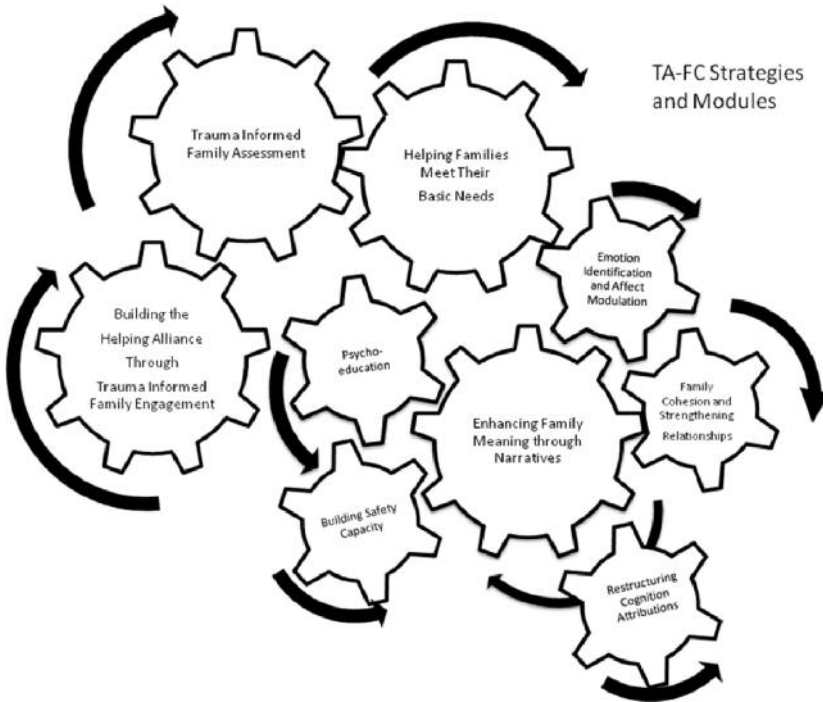 TA-FC Strategies
and Modules
Trauma Informed
Family Assessment
Helping Families
Meet Their
Basic Needs
Emotion
Identification
and Affect
Modulation
Building the
Helping Alliance
Through
Trauma Informed
Family Engagement
Psycho-
education
Family
Cohesion and
Strengthening
Relationships
Enhancing Family
Meaning through
Narratives
Building Safety
Capacity
Restructuring
Cognition
Attributions